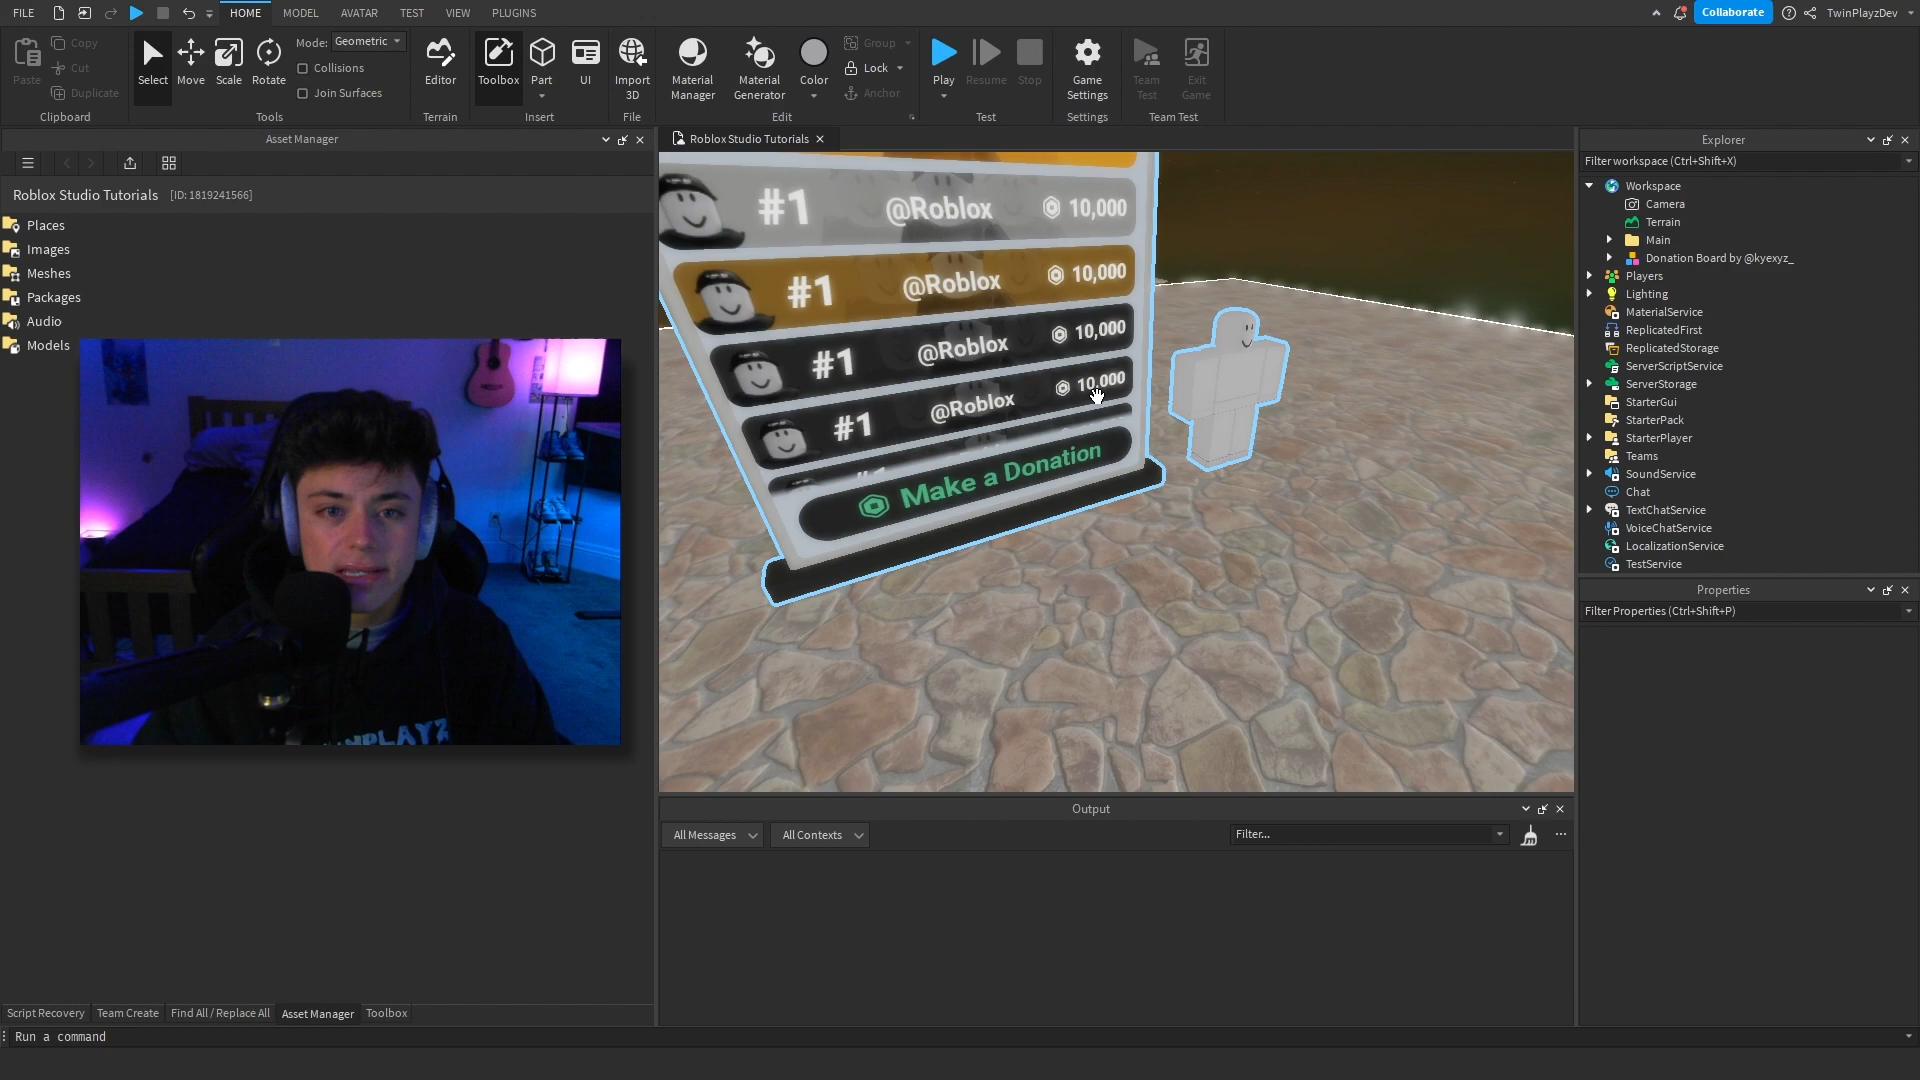 FILE
HOME
MODEL
AVATAR
TEST
VIEW
PLUGINS
Collaborate
TwinPlayzDev
Paste
Copy
Cut
Duplicate
Clipboard
Select
Move
Scale
Rotate
Mode:
Geometric
Collisions
Join Surfaces
Tools
Editor
Terrain
Toolbox
Part
UI
Insert
Import
3D
File
Material
Manager
Material
Generator
Color
Group
Lock
Anchor
Edit
Play
Resume
Stop
Test
Game
Settings
Settings
Team
Test
Exit
Game
Team Test
Asset Manager
Roblox Studio Tutorials [ID: 1819241566]
Places
Images
Meshes
Packages
Audio
Models
Script Recovery
Team Create
Find All / Replace All
Asset Manager
Toolbox
Run a command
Roblox Studio Tutorials
#1 @Roblox 10,000
#1 @Roblox 10,000
#1 @Roblox 10,000
#1 @Roblox 10,000
Make a Donation
Output
All Messages
All Contexts
Filter...
Explorer
Filter workspace (Ctrl+Shift+X)
Workspace
Camera
Terrain
Main
Donation Board by @kyexyz_
Players
Lighting
MaterialService
ReplicatedFirst
ReplicatedStorage
ServerScriptService
ServerStorage
StarterGui
StarterPack
StarterPlayer
Teams
SoundService
Chat
TextChatService
VoiceChatService
LocalizationService
TestService
Properties
Filter Properties (Ctrl+Shift+P)